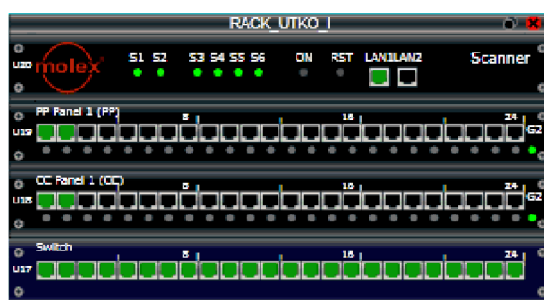 RACK_UTKO_I
U20 molex S1 S2 S3 S4 S5 S6 ON RST LAN1LAN2 Scanner
PP Panel 1 (PP) 8 16 24
U19 G2
CC Panel 1 (CC) 8 16 24
U18 G2
Switch 8 16 24
U17